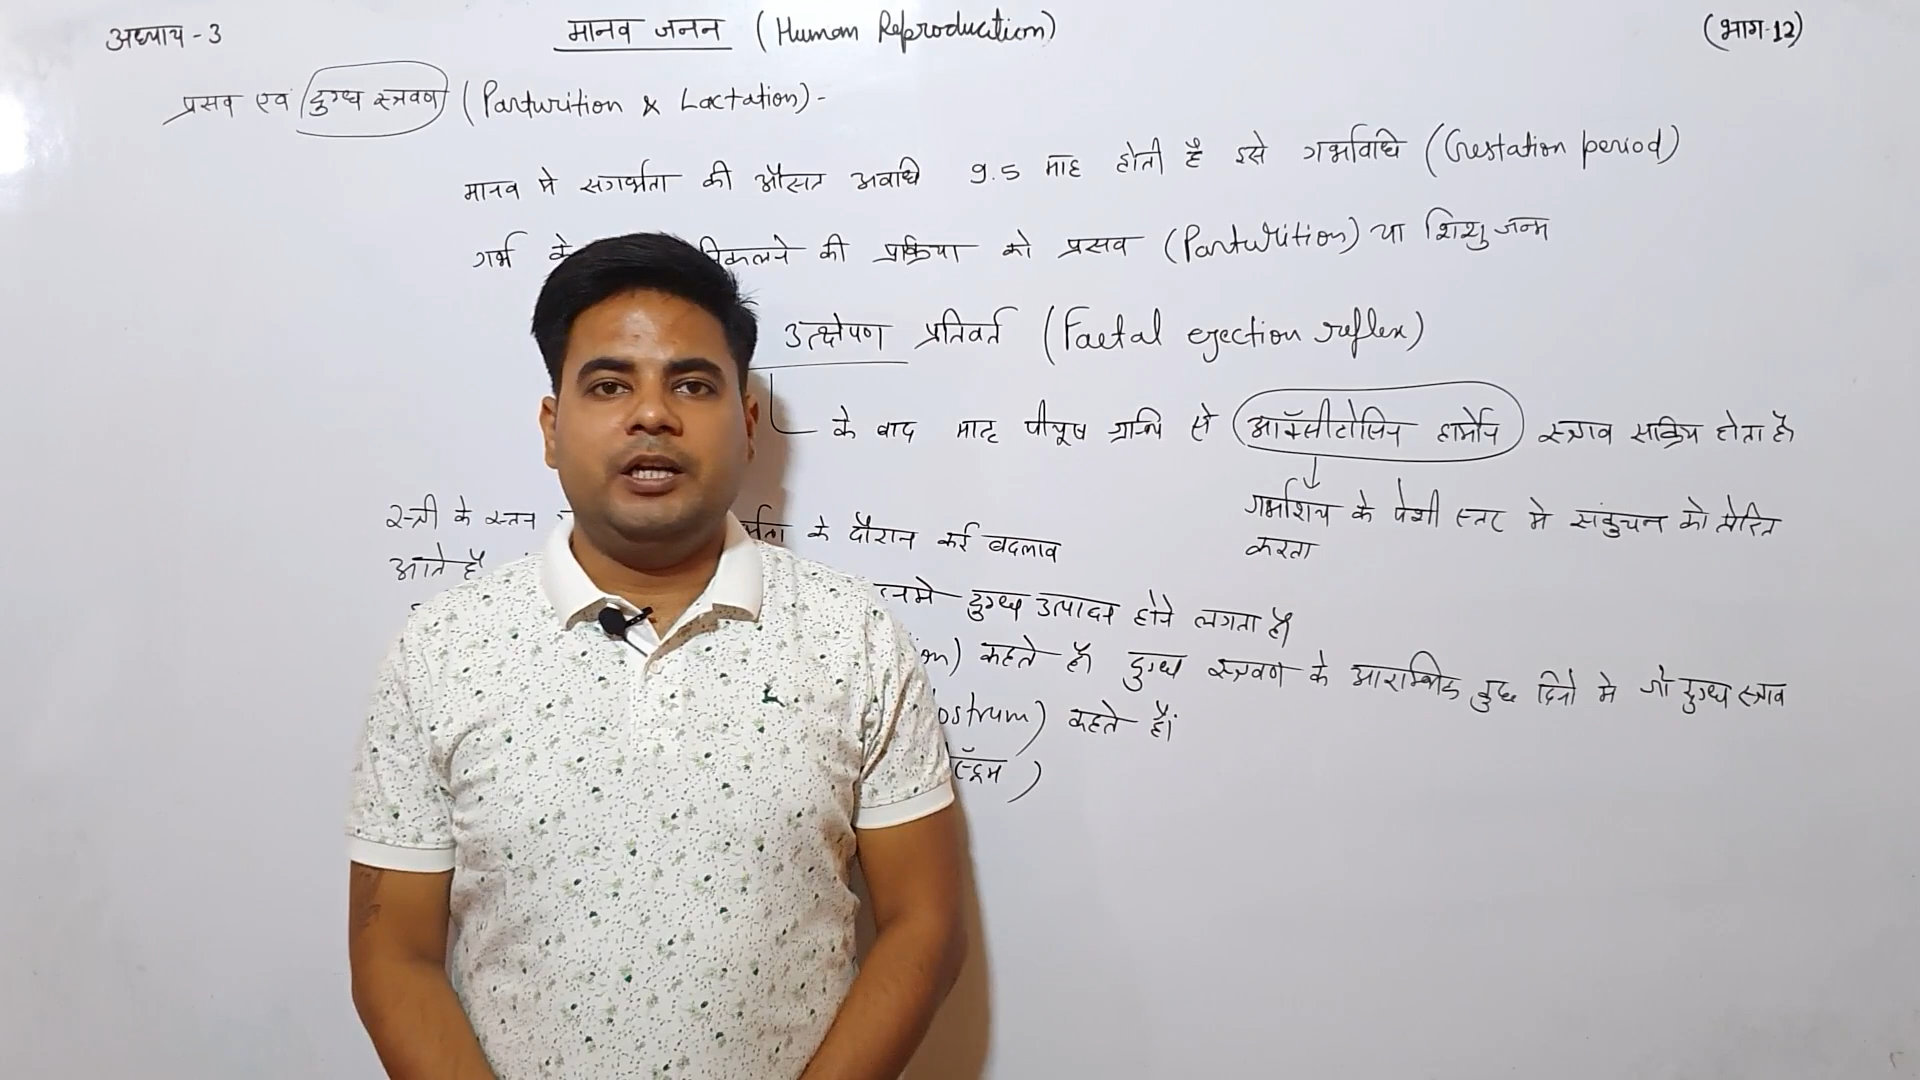 अध्याय - 3
मानव जनन (Human Reproduction)
(भाग-12)
प्रसव एवं दुग्ध स्त्रवण (Parturition & Lactation) -
मानव मे सगर्भता की औसत अवधि 9.5 माह होती है इसे गर्भावधि (Gestation period)
गर्भ के निकलने की प्रक्रिया को प्रसव (Parturition) या शिशु जन्म
उत्क्षेपण प्रतिवर्त (Faetal ejection reflex)
के बाद मातृ पीयूष ग्रन्थि से ऑक्सीटोसिन हार्मोन स्त्राव सक्रिय होता है।
गर्भाशय के पेशी स्तर मे संकुचन को प्रेरित
करता
स्त्री के स्तन के दौरान कई बदलाव
आते है
दुग्ध उत्पादन होने लगता है।
कहते है। दुग्ध स्त्रवण के आरम्भिक कुछ दिनो मे जो दुग्ध स्त्राव
ostrum) कहते है।